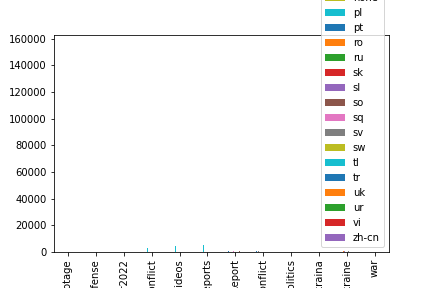 pl
pt
ro
ru
sk
sl
so
sq
sv
sw
tl
tr
uk
ur
vi
zh-cn
160000
140000
120000
100000
80000
60000
40000
20000
0
otage
fense
2022
nflict
ideos
ports
eport
nflict
olitics
raina
raine
war